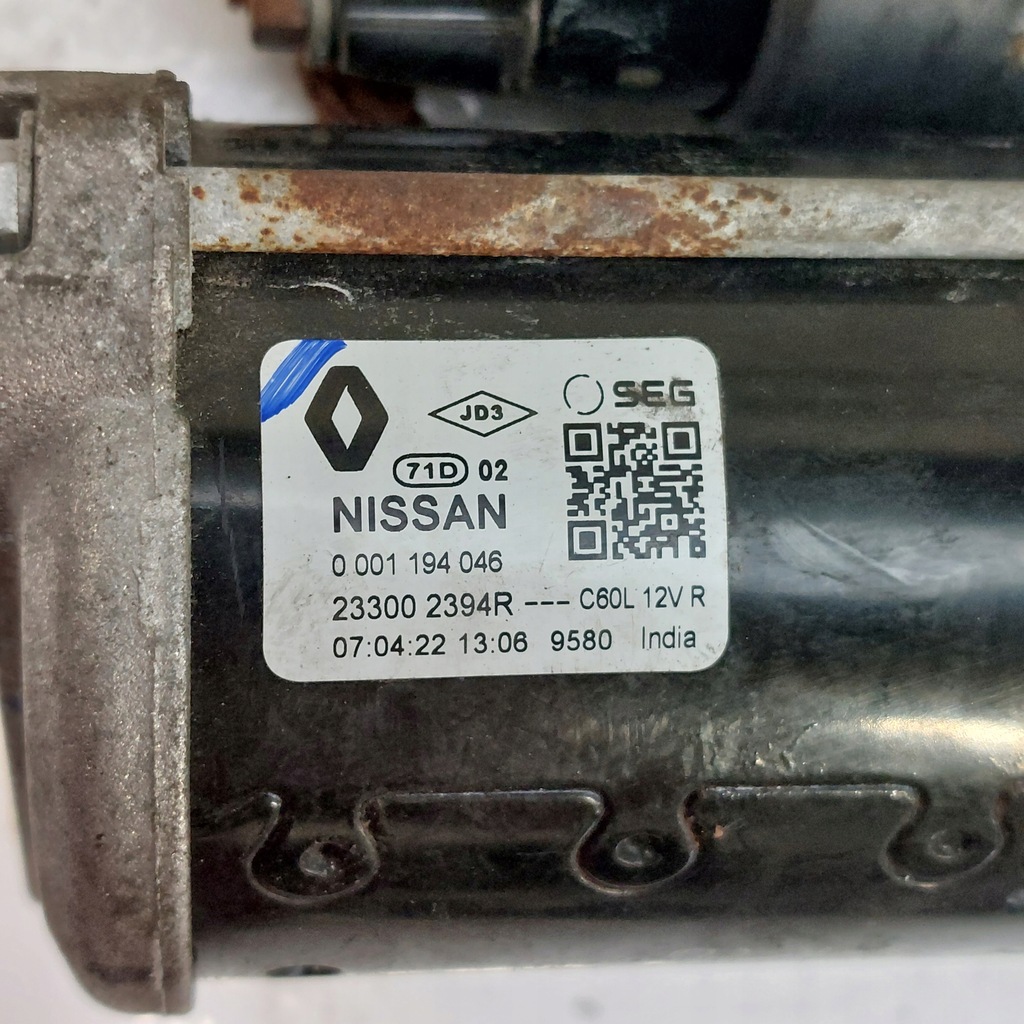 JD3
SEG
71D 02
NISSAN
0 001 194 046
23300 2394R --- C60L 12V R
07:04:22 13:06 9580 India